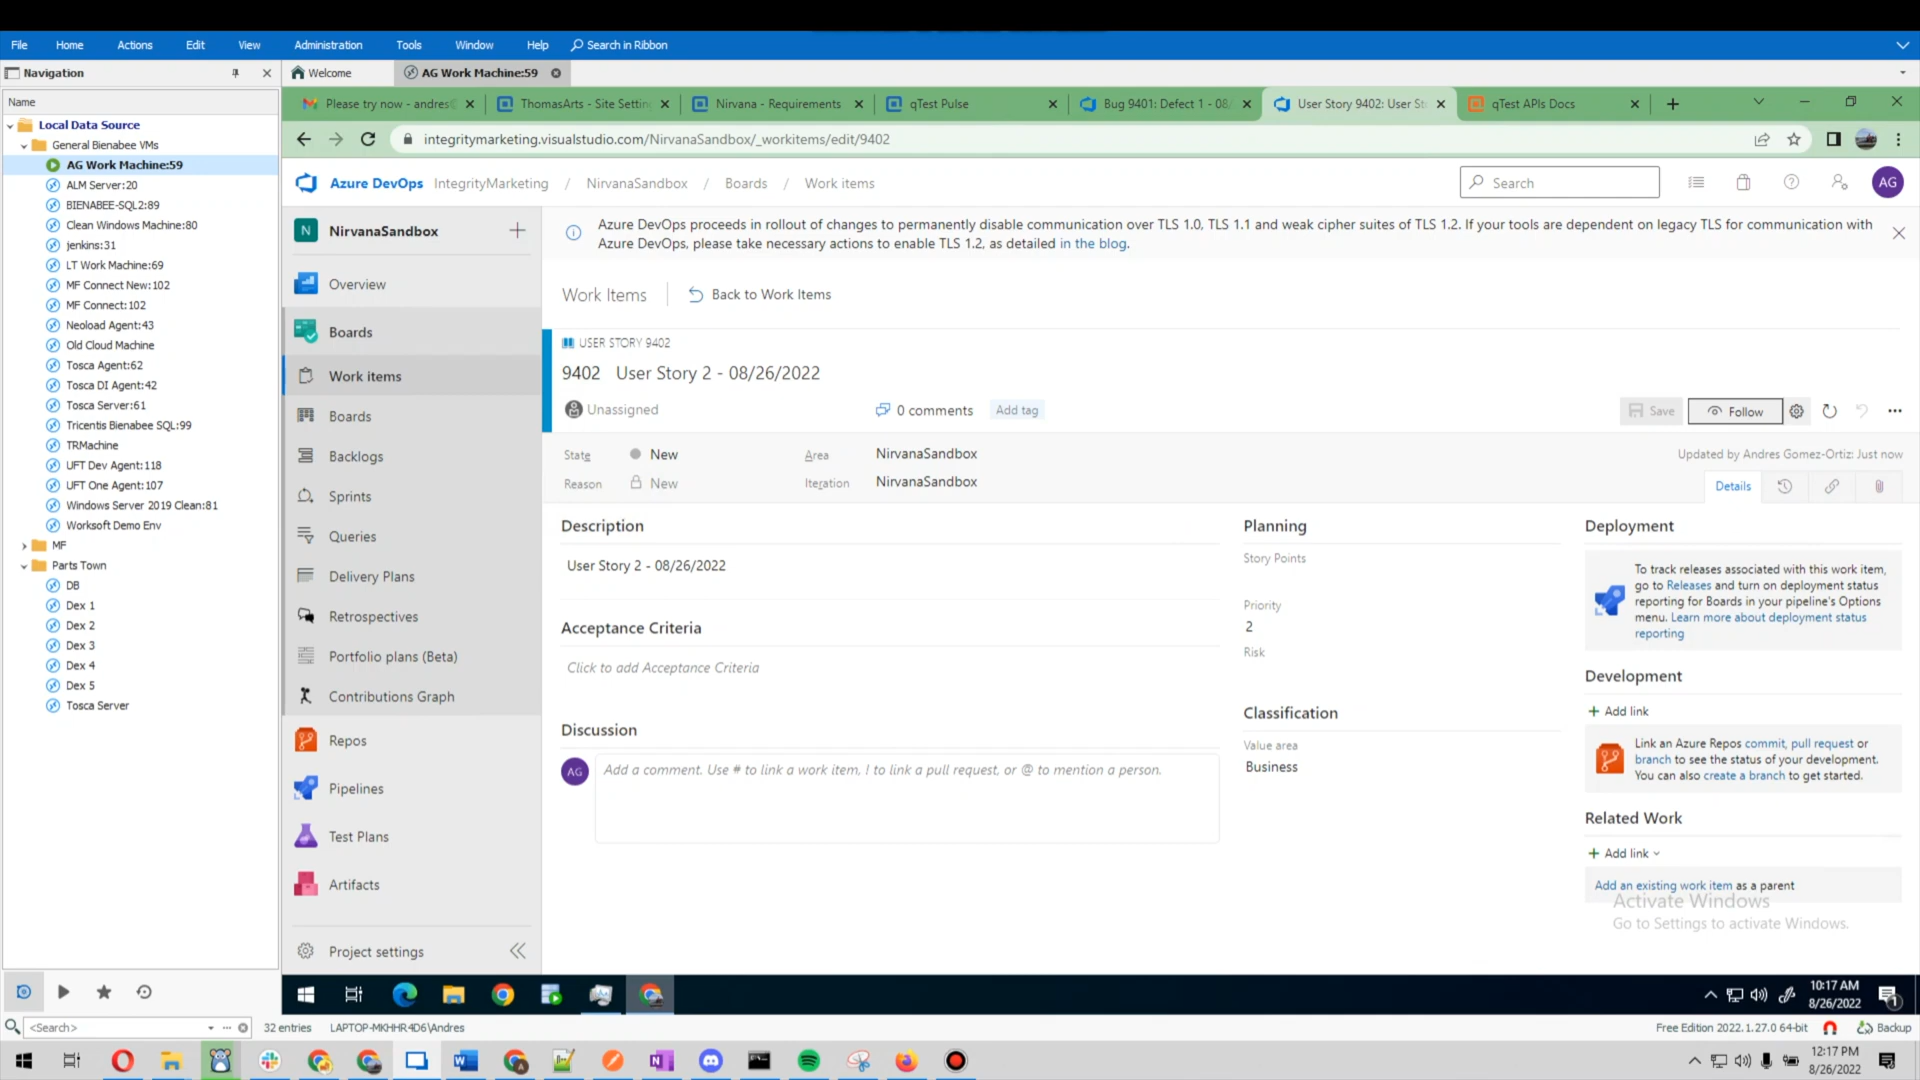 File Home Actions Edit View Administration Tools Window Help Search in Ribbon
Navigation
Welcome AG Work Machine:59
Name
Local Data Source
General Bienabee VMs
AG Work Machine:59
ALM Server:20
BIENABEE-SQL2:89
Clean Windows Machine:80
jenkins:31
LT Work Machine:69
MF Connect New:102
MF Connect:102
Neoload Agent:43
Old Cloud Machine
Tosca Agent:62
Tosca DI Agent:42
Tosca Server:61
Tricentis Bienabee SQL:99
TRMachine
UFT Dev Agent:118
UFT One Agent:107
Windows Server 2019 Clean:81
Worksoft Demo Env
MF
Parts Town
DB
Dex 1
Dex 2
Dex 3
Dex 4
Dex 5
Tosca Server
<Search> 32 entries LAPTOP-MKHHR4D6\Andres
Please try now - andres
ThomasArts - Site Settin
Nirvana - Requirements
qTest Pulse
Bug 9401: Defect 1 - 08/
User Story 9402: User St
qTest APIs Docs
integritymarketing.visualstudio.com/NirvanaSandbox/_workitems/edit/9402
Azure DevOps IntegrityMarketing / NirvanaSandbox / Boards / Work items
Search
AG
N NirvanaSandbox
Overview
Boards
Work items
Boards
Backlogs
Sprints
Queries
Delivery Plans
Retrospectives
Portfolio plans (Beta)
Contributions Graph
Repos
Pipelines
Test Plans
Artifacts
Project settings
Azure DevOps proceeds in rollout of changes to permanently disable communication over TLS 1.0, TLS 1.1 and weak cipher suites of TLS 1.2. If your tools are dependent on legacy TLS for communication with
Azure DevOps, please take necessary actions to enable TLS 1.2, as detailed in the blog.
Work Items Back to Work Items
USER STORY 9402
9402 User Story 2 - 08/26/2022
Unassigned 0 comments Add tag
Save Follow
State New Area NirvanaSandbox
Reason New Iteration NirvanaSandbox
Updated by Andres Gomez-Ortiz: Just now
Details
Description
User Story 2 - 08/26/2022
Acceptance Criteria
Click to add Acceptance Criteria
Discussion
AG
Add a comment. Use # to link a work item, ! to link a pull request, or @ to mention a person.
Planning
Story Points
Priority
2
Risk
Classification
Value area
Business
Deployment
To track releases associated with this work item,
go to Releases and turn on deployment status
reporting for Boards in your pipeline's Options
menu. Learn more about deployment status
reporting
Development
Add link
Link an Azure Repos commit, pull request or
branch to see the status of your development.
You can also create a branch to get started.
Related Work
Add link
Add an existing work item as a parent
Activate Windows
Go to Settings to activate Windows.
10:17 AM
8/26/2022
1
Free Edition 2022.1.27.0 64-bit Backup
12:17 PM
8/26/2022